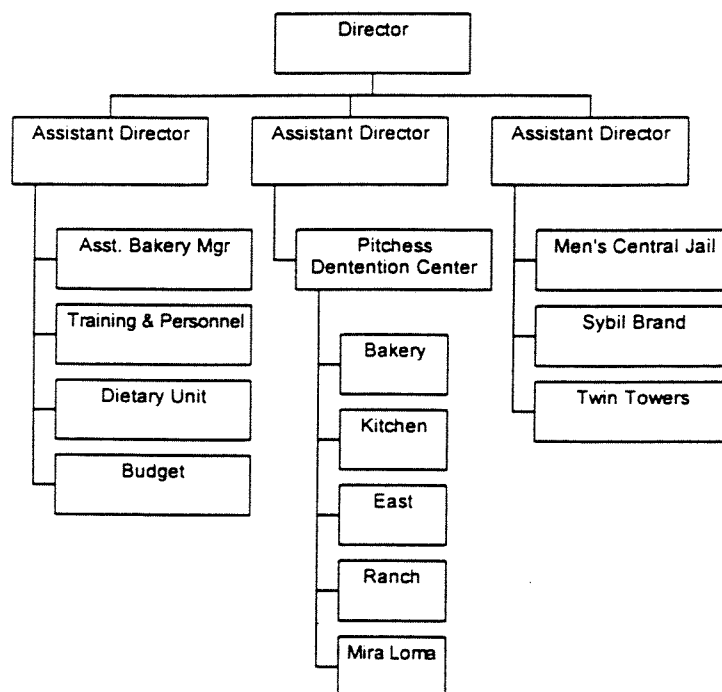 Director
Assistant Director
Assistant Director
Assistant Director
Asst. Bakery Mgr
Training & Personnel
Dietary Unit
Budget
Pitchess
Dentention Center
Bakery
Kitchen
East
Ranch
Mira Loma
Men's Central Jail
Sybil Brand
Twin Towers